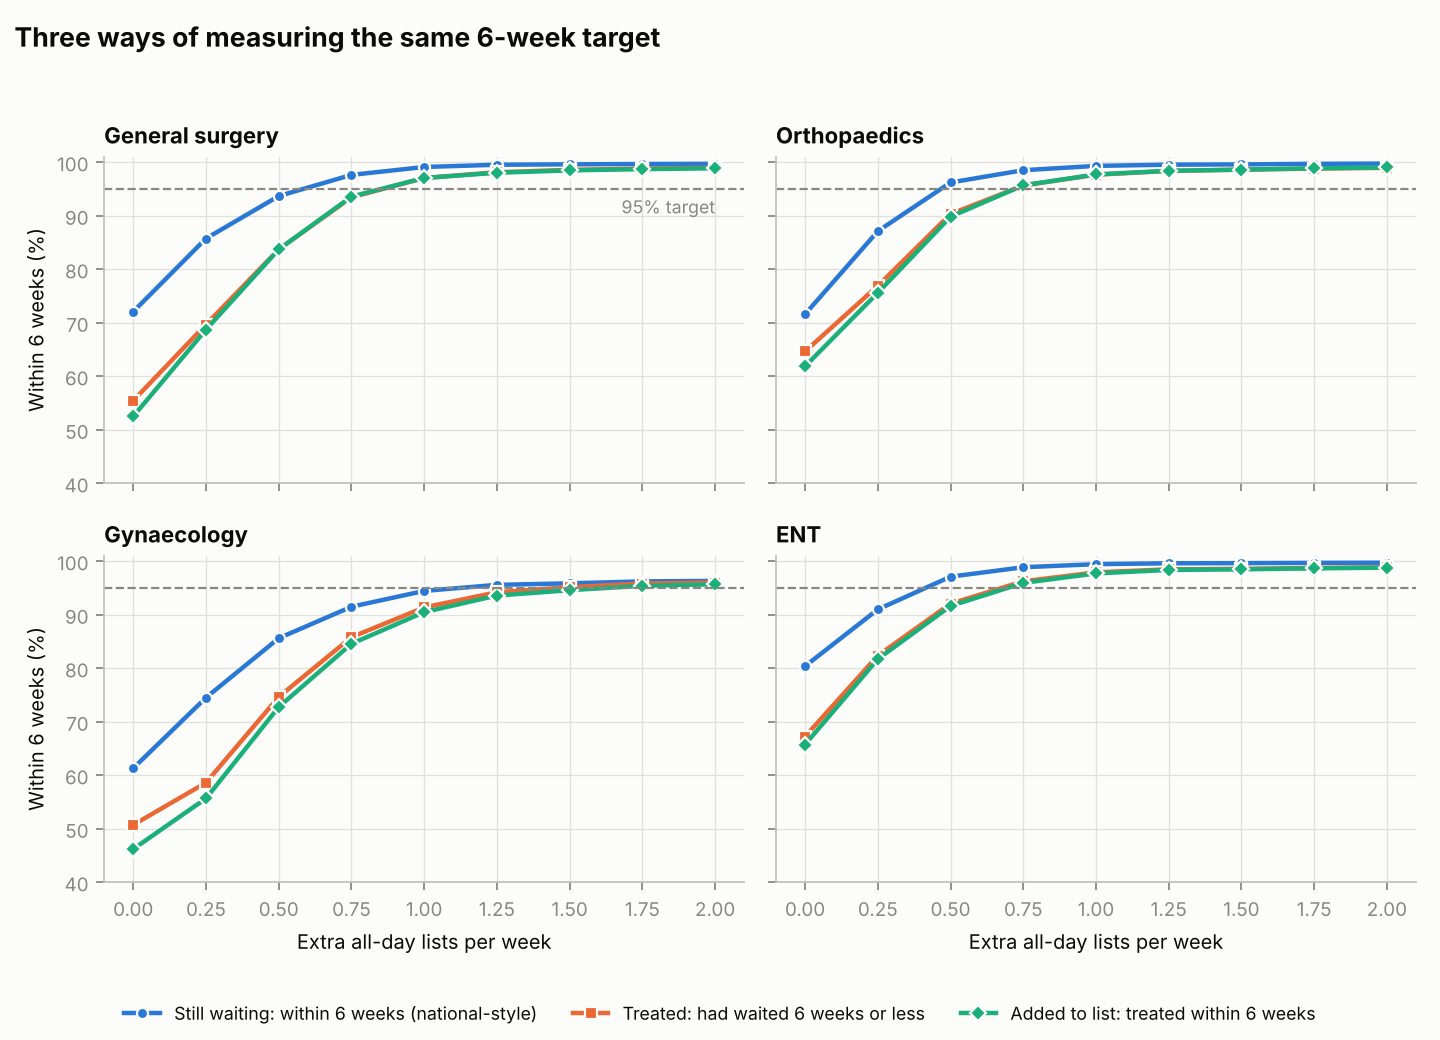 Three ways of measuring the same 6-week target
General surgery
Orthopaedics
100
90
80
70
60
50
40
Within 6 weeks (%)
95% target
Gynaecology
ENT
100
90
80
70
60
50
40
Within 6 weeks (%)
0.00 0.25 0.50 0.75 1.00 1.25 1.50 1.75 2.00
0.00 0.25 0.50 0.75 1.00 1.25 1.50 1.75 2.00
Extra all-day lists per week
Extra all-day lists per week
Still waiting: within 6 weeks (national-style)
Treated: had waited 6 weeks or less
Added to list: treated within 6 weeks